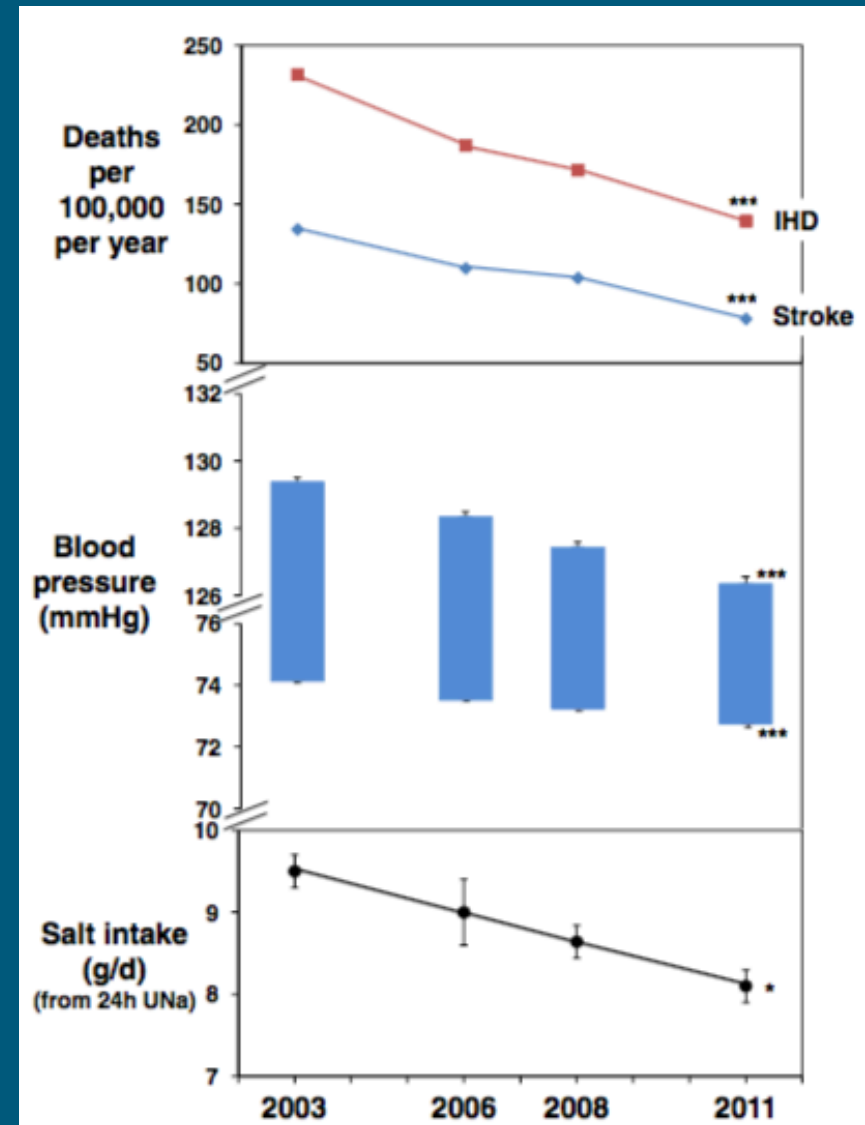 250
200
150
100
50
Deaths
per
100,000
per year
***
IHD
***
Stroke
132
130
128
126
76
74
72
70
Blood
pressure
(mmHg)
***
***
10
9
8
7
Salt intake
(g/d)
(from 24h UNa)
*
2003 2006 2008 2011